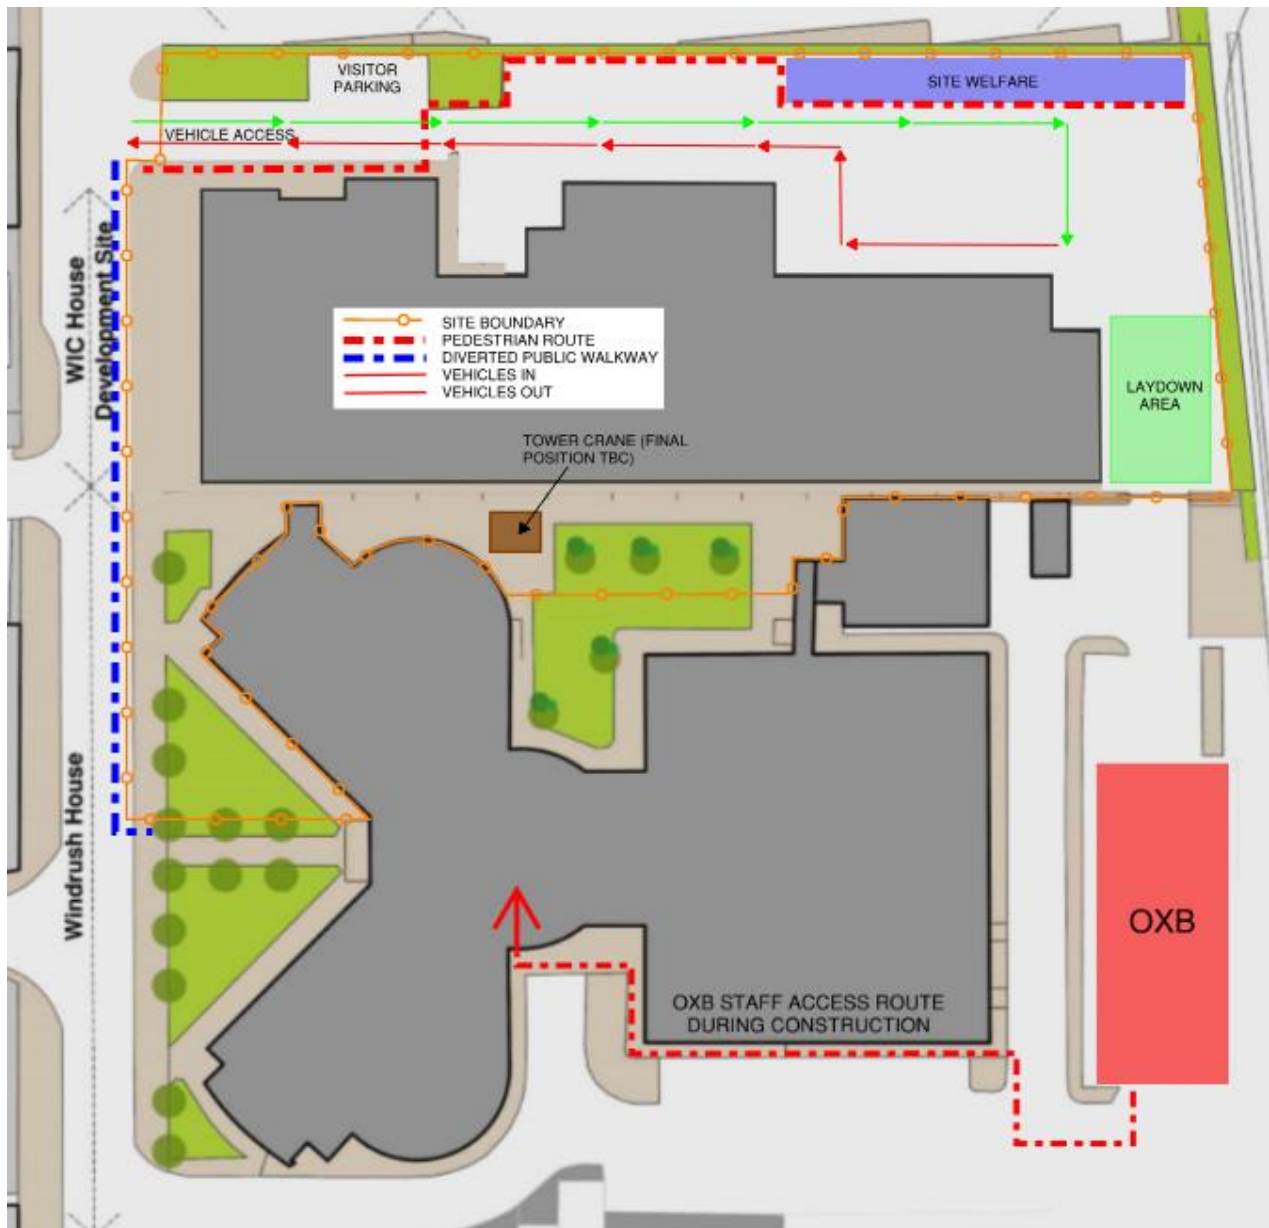 VISITOR
PARKING
SITE WELFARE
VEHICLE ACCESS
WIC House
Development Site
SITE BOUNDARY
PEDESTRIAN ROUTE
DIVERTED PUBLIC WALKWAY
VEHICLES IN
VEHICLES OUT
LAYDOWN
AREA
TOWER CRANE (FINAL
POSITION TBC)
Windrush House
OXB
OXB STAFF ACCESS ROUTE
DURING CONSTRUCTION